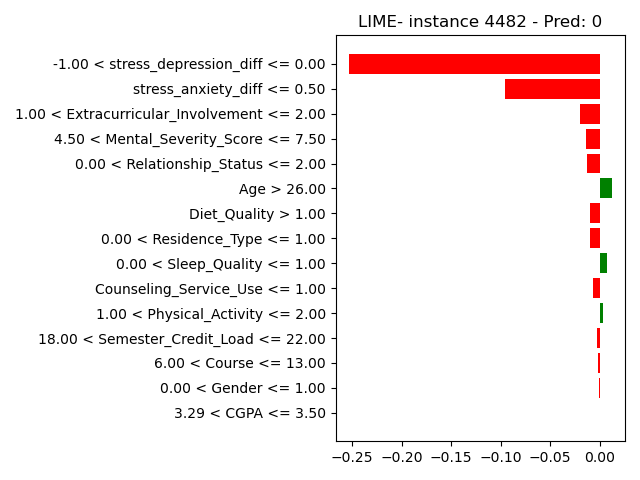 LIME- instance 4482 - Pred: 0
-1.00 < stress_depression_diff <= 0.00
stress_anxiety_diff <= 0.50
1.00 < Extracurricular_Involvement <= 2.00
4.50 < Mental_Severity_Score <= 7.50
0.00 < Relationship_Status <= 2.00
Age > 26.00
Diet_Quality > 1.00
0.00 < Residence_Type <= 1.00
0.00 < Sleep_Quality <= 1.00
Counseling_Service_Use <= 1.00
1.00 < Physical_Activity <= 2.00
18.00 < Semester_Credit_Load <= 22.00
6.00 < Course <= 13.00
0.00 < Gender <= 1.00
3.29 < CGPA <= 3.50
−0.25 −0.20 −0.15 −0.10 −0.05 0.00